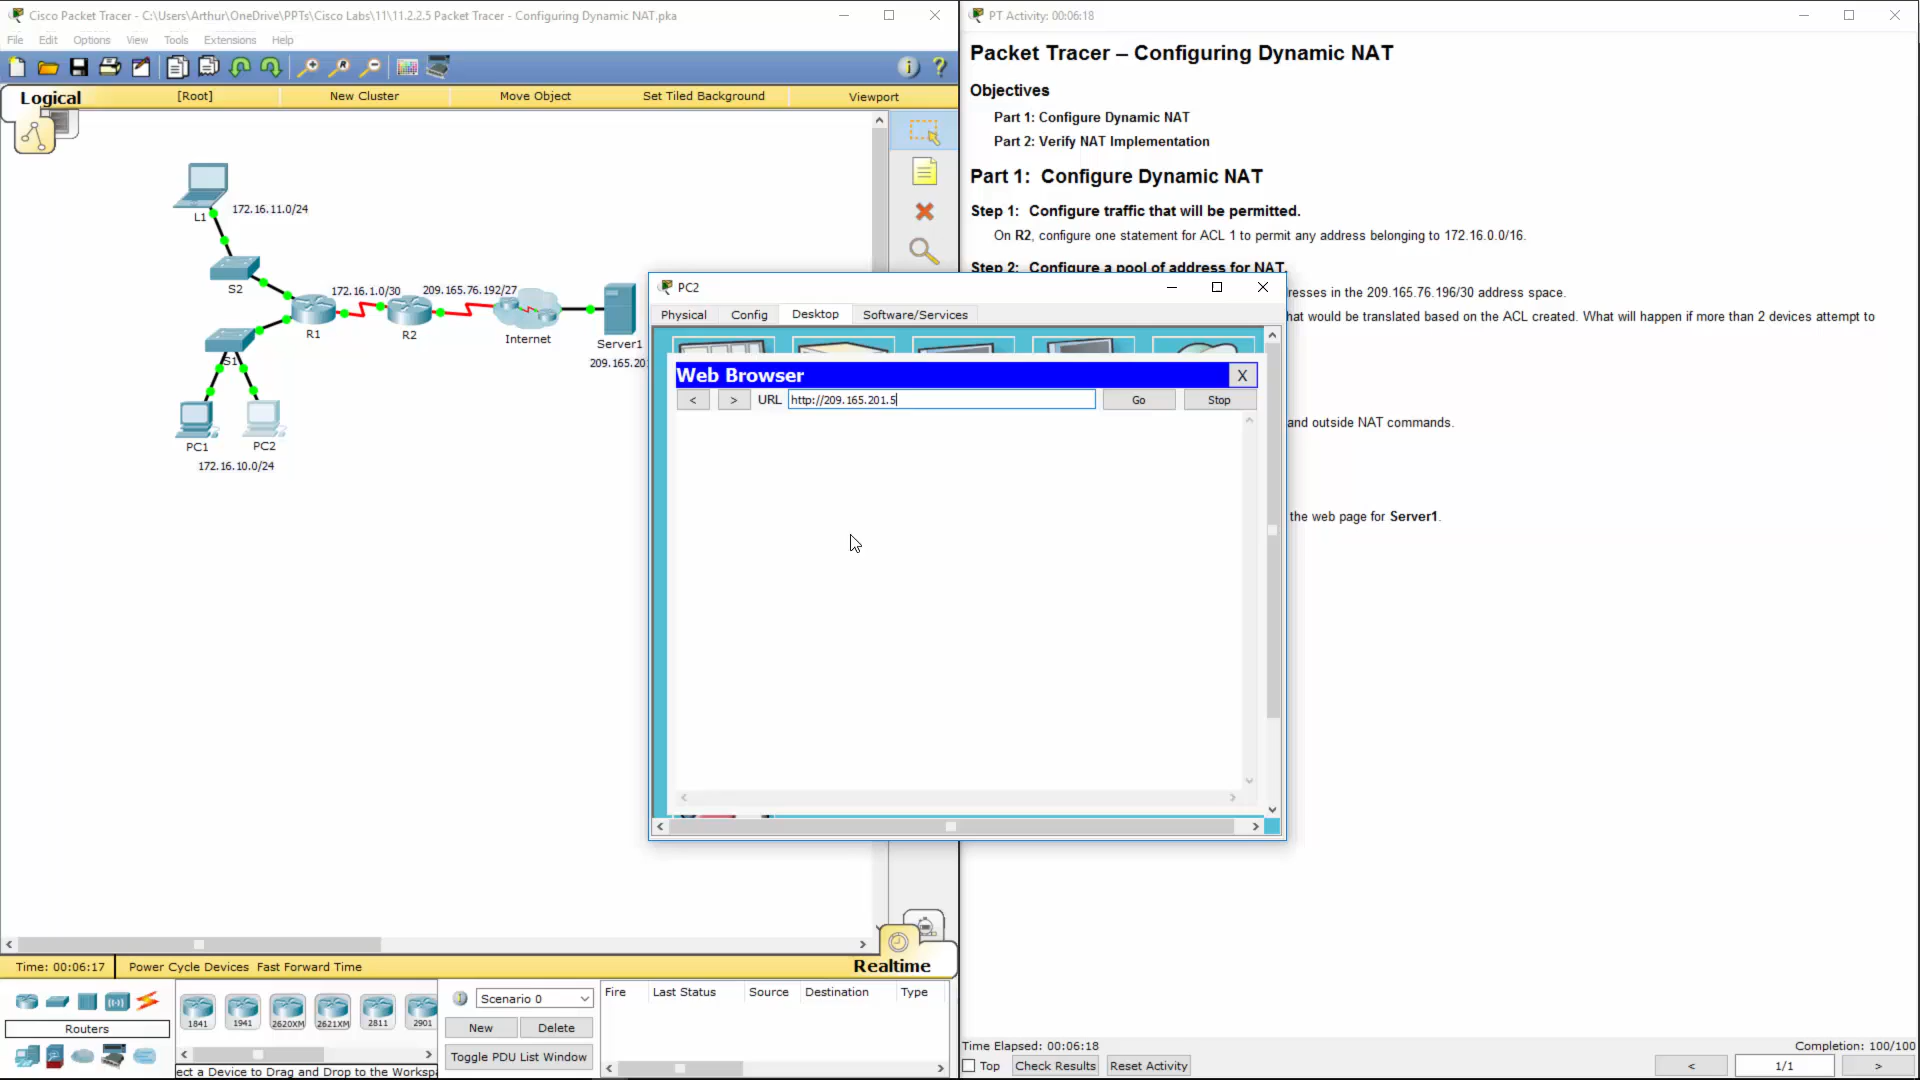 Cisco Packet Tracer - C:\Users\Arthur\OneDrive\PPTs\Cisco Labs\11\11.2.2.5 Packet Tracer - Configuring Dynamic NAT.pka
File Edit Options View Tools Extensions Help
Logical [Root] New Cluster Move Object Set Tiled Background Viewport
L1 172.16.11.0/24
S2
172.16.1.0/30 209.165.76.192/27
R1 R2 Internet Server1
S1
209.165.20
PC1 PC2
172.16.10.0/24
PT Activity: 00:06:18
Packet Tracer – Configuring Dynamic NAT
Objectives
Part 1: Configure Dynamic NAT
Part 2: Verify NAT Implementation
Part 1: Configure Dynamic NAT
Step 1: Configure traffic that will be permitted.
On R2, configure one statement for ACL 1 to permit any address belonging to 172.16.0.0/16.
Step 2: Configure a pool of address for NAT.
resses in the 209.165.76.196/30 address space.
hat would be translated based on the ACL created. What will happen if more than 2 devices attempt to
and outside NAT commands.
the web page for Server1.
PC2
Physical Config Desktop Software/Services
Web Browser X
< > URL http://209.165.201.5 Go Stop
Time: 00:06:17 Power Cycle Devices Fast Forward Time Realtime
Routers
1841 1941 2620XM 2621XM 2811 2901
ect a Device to Drag and Drop to the Worksp
Scenario 0
New Delete
Toggle PDU List Window
Fire Last Status Source Destination Type
Time Elapsed: 00:06:18 Completion: 100/100
Top Check Results Reset Activity < 1/1 >